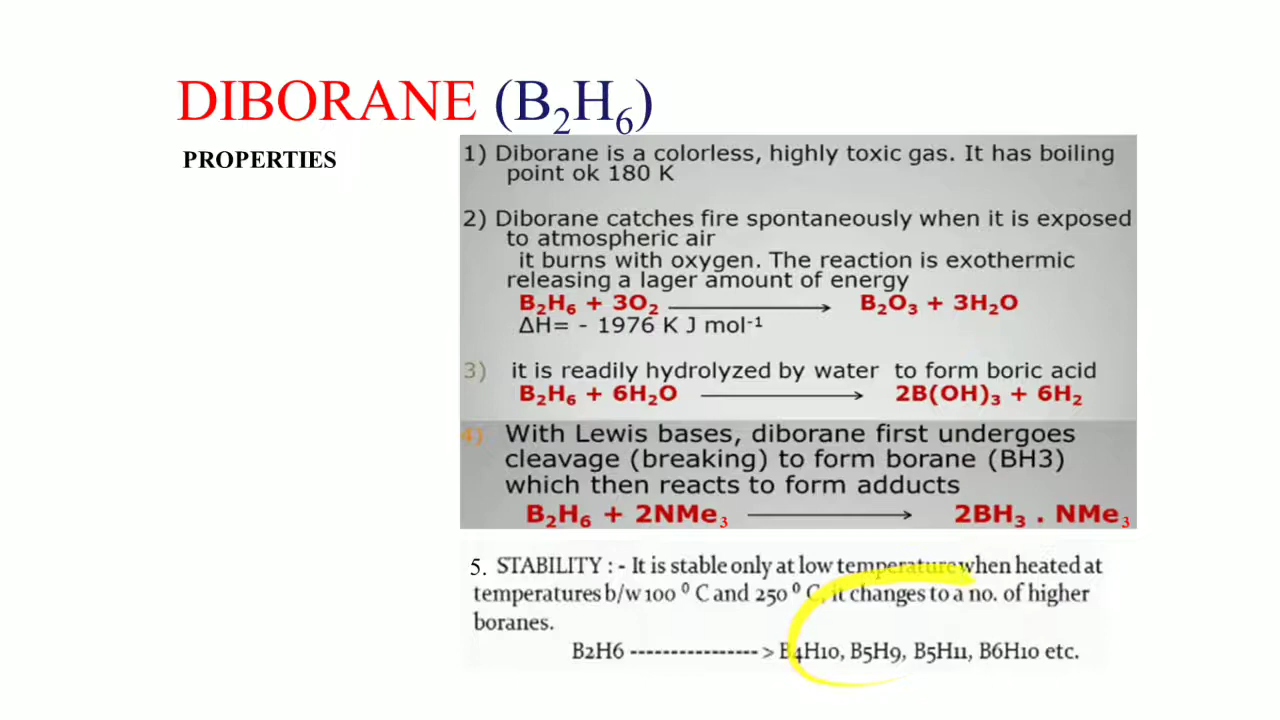 DIBORANE (B₂H₆)
PROPERTIES
1) Diborane is a colorless, highly toxic gas. It has boiling
point ok 180 K
2) Diborane catches fire spontaneously when it is exposed
to atmospheric air
it burns with oxygen. The reaction is exothermic
releasing a lager amount of energy
B₂H₆ + 3O₂ ⟶ B₂O₃ + 3H₂O
ΔH= - 1976 K J mol⁻¹
3) it is readily hydrolyzed by water to form boric acid
B₂H₆ + 6H₂O ⟶ 2B(OH)₃ + 6H₂
4) With Lewis bases, diborane first undergoes
cleavage (breaking) to form borane (BH3)
which then reacts to form adducts
B₂H₆ + 2NMe₃ ⟶ 2BH₃ . NMe₃
5. STABILITY : - It is stable only at low temperature when heated at
temperatures b/w 100 ⁰ C and 250 ⁰ C, it changes to a no. of higher
boranes.
B2H6 ----------------> B4H10, B5H9, B5H11, B6H10 etc.